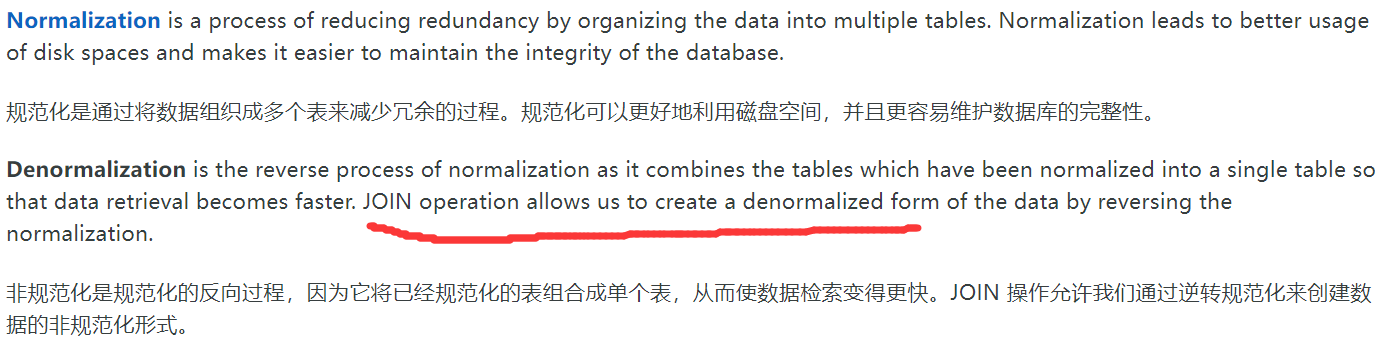 Normalization is a process of reducing redundancy by organizing the data into multiple tables. Normalization leads to better usage
of disk spaces and makes it easier to maintain the integrity of the database.
规范化是通过将数据组织成多个表来减少冗余的过程。规范化可以更好地利用磁盘空间，并且更容易维护数据库的完整性。
Denormalization is the reverse process of normalization as it combines the tables which have been normalized into a single table so
that data retrieval becomes faster. JOIN operation allows us to create a denormalized form of the data by reversing the
normalization.
非规范化是规范化的反向过程，因为它将已经规范化的表组合成单个表，从而使数据检索变得更快。JOIN 操作允许我们通过逆转规范化来创建数
据的非规范化形式。